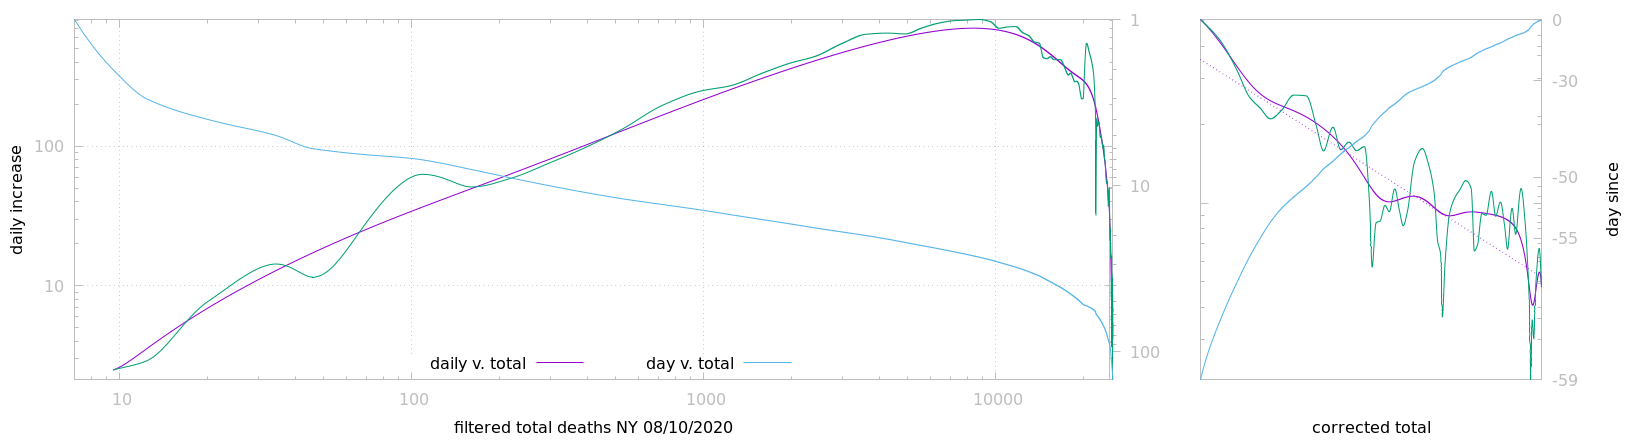 daily increase
100
10
10
100
1000
10000
1
10
100
daily v. total
day v. total
filtered total deaths NY 08/10/2020
0
-30
-50
-55
-59
day since
corrected total